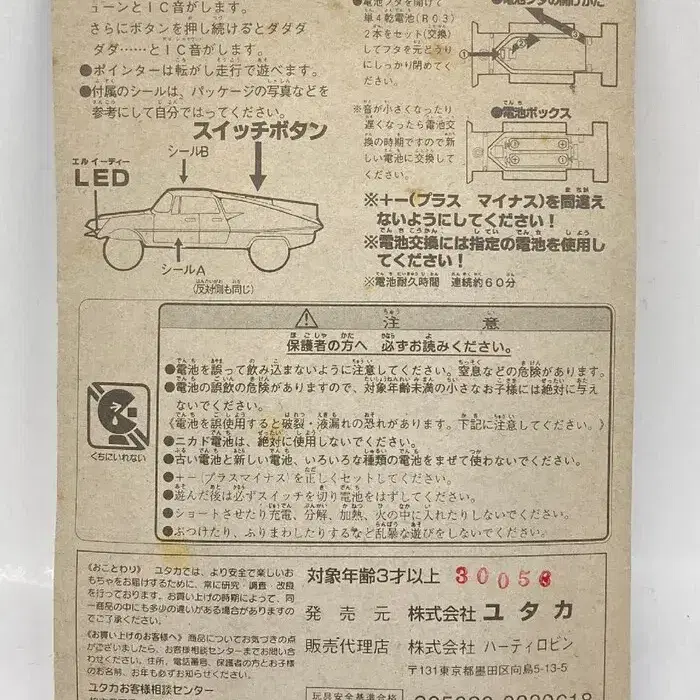 ューンとIC音がします。
さらにボタンを押し続けるとダダダ
ダダ……とIC音がします。
●ポインターは転がし走行で遊べます。
●付属のシールは、パッケージの写真などを
参考にして自分ではってください。
スイッチボタン
シールB
エルイーディー
LED
シールA
(反対側も同じ)
●電池フタを開けて
単4乾電池(R03)
2本をセット(交換)
してフタを元どうり
にしっかり閉めてく
ださい。
※音が小さくなったり
遅くなったら電池交
換の時期ですので新
しい電池に交換して
ください。
●電池フタの開けかた
●電池ボックス
※+-(プラス マイナス)を間違え
ないようにしてください!
※電池交換には指定の電池を使用し
てください!
※電池耐久時間 連続約60分
⚠ 注 意
保護者の方へ 必ずお読みください。
●電池を誤って飲み込まないように注意してください。窒息などの危険があります。
●電池の誤飲の危険がありますので、対象年齢未満の小さなお子様には絶対に与え
ないでください。
《電池を誤使用すると破裂・液漏れの恐れがあります。下記に注意してください。》
●ニカド電池は、絶対に使用しないでください。
●古い電池と新しい電池、いろいろな種類の電池をまぜて使わないでください。
●+-(プラスマイナス)を正しくセットしてください。
●遊んだ後は必ずスイッチを切り電池をはずしてください。
●ショートさせたり充電、分解、加熱、火の中に入れたりしないでください。
●ぶつけたり、ふりまわしたりするなど乱暴な遊びをしないでください。
くちにいれない
《おことわり》 ユタカでは、より安全で楽しいお
もちゃをお届けするために、常に研究・調査・改良
を行っております。お買い上げの時期によって、同
一商品の中にも多少の違いがある場合がありますの
でご了承ください。
《お買い上げのお客様へ》商品についてお気づきの点
がございましたら、お客様相談センターまでお問い合
わせください。住所、電話番号、保護者の方とお子様
のお名前、お年も必ずお知らせください。
ユタカお客様相談センター
対象年齢3才以上 30058
発売元 株式会社 ユタカ
販売代理店 株式会社 ハーティロビン
〒131東京都墨田区向島5-13-5
玩具安全基準合格